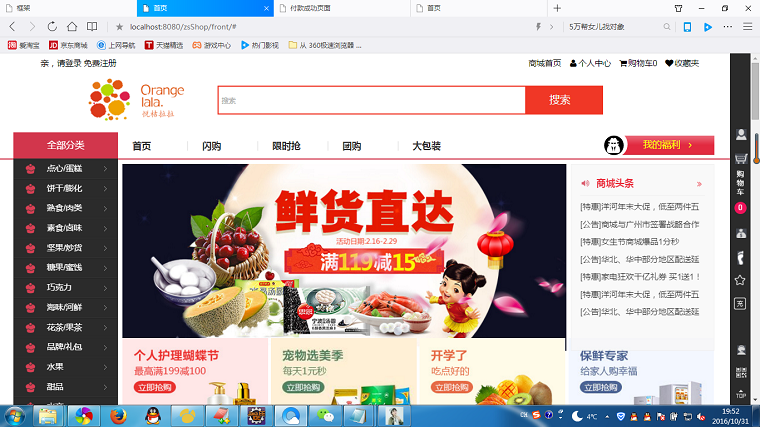 框架
首页
付款成功页面
首页
localhost:8080/zsShop/front/#
5万帮女儿找对象
爱淘宝 京东商城 上网导航 天猫精选 游戏中心 热门影视 从 360极速浏览器 ...
亲，请登录 免费注册
商城首页 个人中心 购物车0 收藏夹
Orange
lala.
搜索
搜索
全部分类
首页 闪购 限时抢 团购 大包装
我的福利 >
点心/蛋糕
饼干/膨化
熟食/肉类
素食/卤味
坚果/炒货
糖果/蜜饯
巧克力
海味/河鲜
花茶/果茶
品牌/礼包
水果
甜品
鲜货直达
活动日期:2.16-2.29
满119减15
商城头条
[特惠]洋河年末大促，低至两件五
[公告]商城与广州市签署战略合作
[特惠]女生节商城爆品1分秒
[公告]华北、华中部分地区配送延
[特惠]家电狂欢千亿礼券 买1送1！
[特惠]洋河年末大促，低至两件五
[公告]华北、华中部分地区配送延
个人护理蝴蝶节
最高满199减100
立即抢购
宠物选美季
每天1元秒
立即抢购
开学了
吃点好的
立即抢购
保鲜专家
给家人购幸福
立即抢购
购物车
0
充
TOP
CH
4℃
19:52
2016/10/31